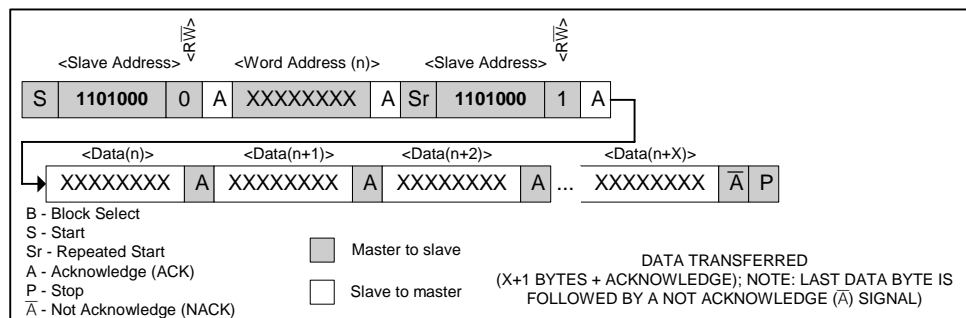 <RW̅>
<RW̅>
<Slave Address>
<Word Address (n)>
<Slave Address>
S 1101000 0 A XXXXXXXX A Sr 1101000 1 A
<Data(n)> <Data(n+1)> <Data(n+2)> <Data(n+X)>
XXXXXXXX A XXXXXXXX A XXXXXXXX A ... XXXXXXXX A̅ P
B - Block Select
S - Start
Sr - Repeated Start
A - Acknowledge (ACK)
P - Stop
A̅ - Not Acknowledge (NACK)
Master to slave
Slave to master
DATA TRANSFERRED
(X+1 BYTES + ACKNOWLEDGE); NOTE: LAST DATA BYTE IS
FOLLOWED BY A NOT ACKNOWLEDGE (A̅) SIGNAL)